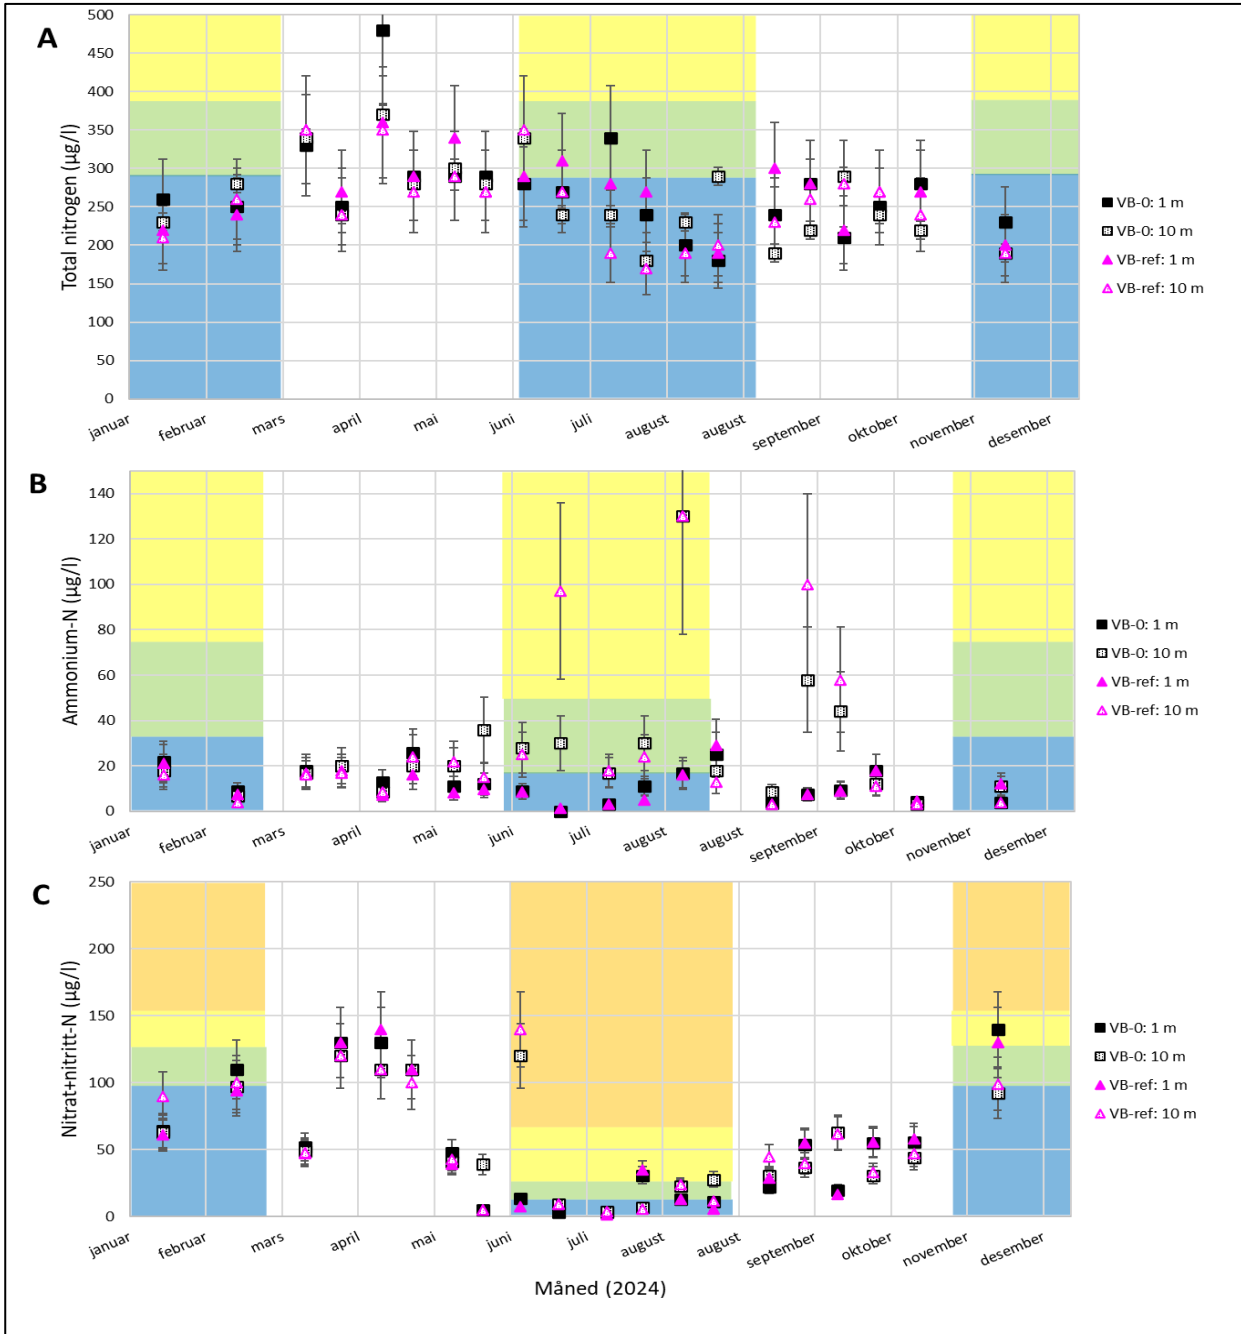 A
Total nitrogen (µg/l)
500
450
400
350
300
250
200
150
100
50
0
januar februar mars april mai juni juli august august september oktober november desember
VB-0: 1 m
VB-0: 10 m
VB-ref: 1 m
VB-ref: 10 m
B
Ammonium-N (µg/l)
140
120
100
80
60
40
20
0
januar februar mars april mai juni juli august august september oktober november desember
VB-0: 1 m
VB-0: 10 m
VB-ref: 1 m
VB-ref: 10 m
C
Nitrat+nitritt-N (µg/l)
250
200
150
100
50
0
januar februar mars april mai juni juli august august september oktober november desember
VB-0: 1 m
VB-0: 10 m
VB-ref: 1 m
VB-ref: 10 m
Måned (2024)